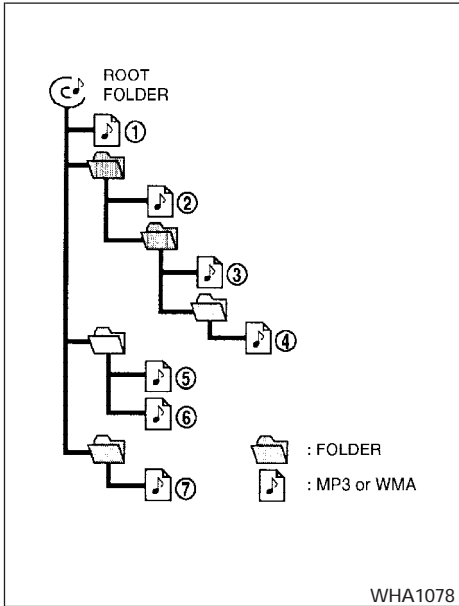 ROOT
FOLDER
①
②
③
④
⑤
⑥
⑦
: FOLDER
: MP3 or WMA
WHA1078